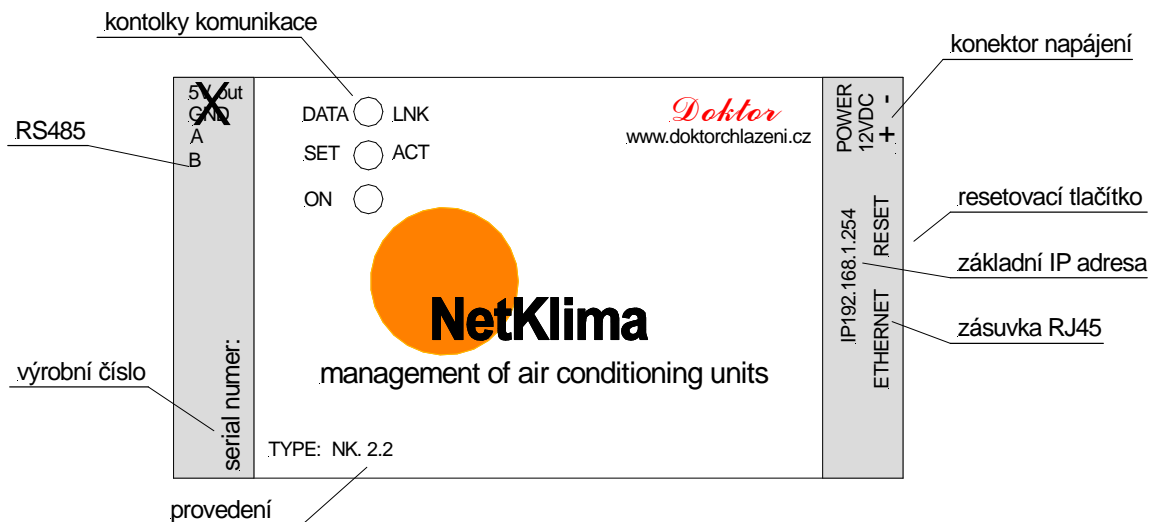 kontolky komunikace
konektor napájení
5V out
GND
A
B
RS485
DATA LNK
SET ACT
ON
Doktor
www.doktorchlazeni.cz
POWER
12VDC
+ -
RESET
resetovací tlačítko
IP192.168.1.254
základní IP adresa
ETHERNET
zásuvka RJ45
NetKlima
management of air conditioning units
výrobní číslo
serial numer:
TYPE: NK. 2.2
provedení